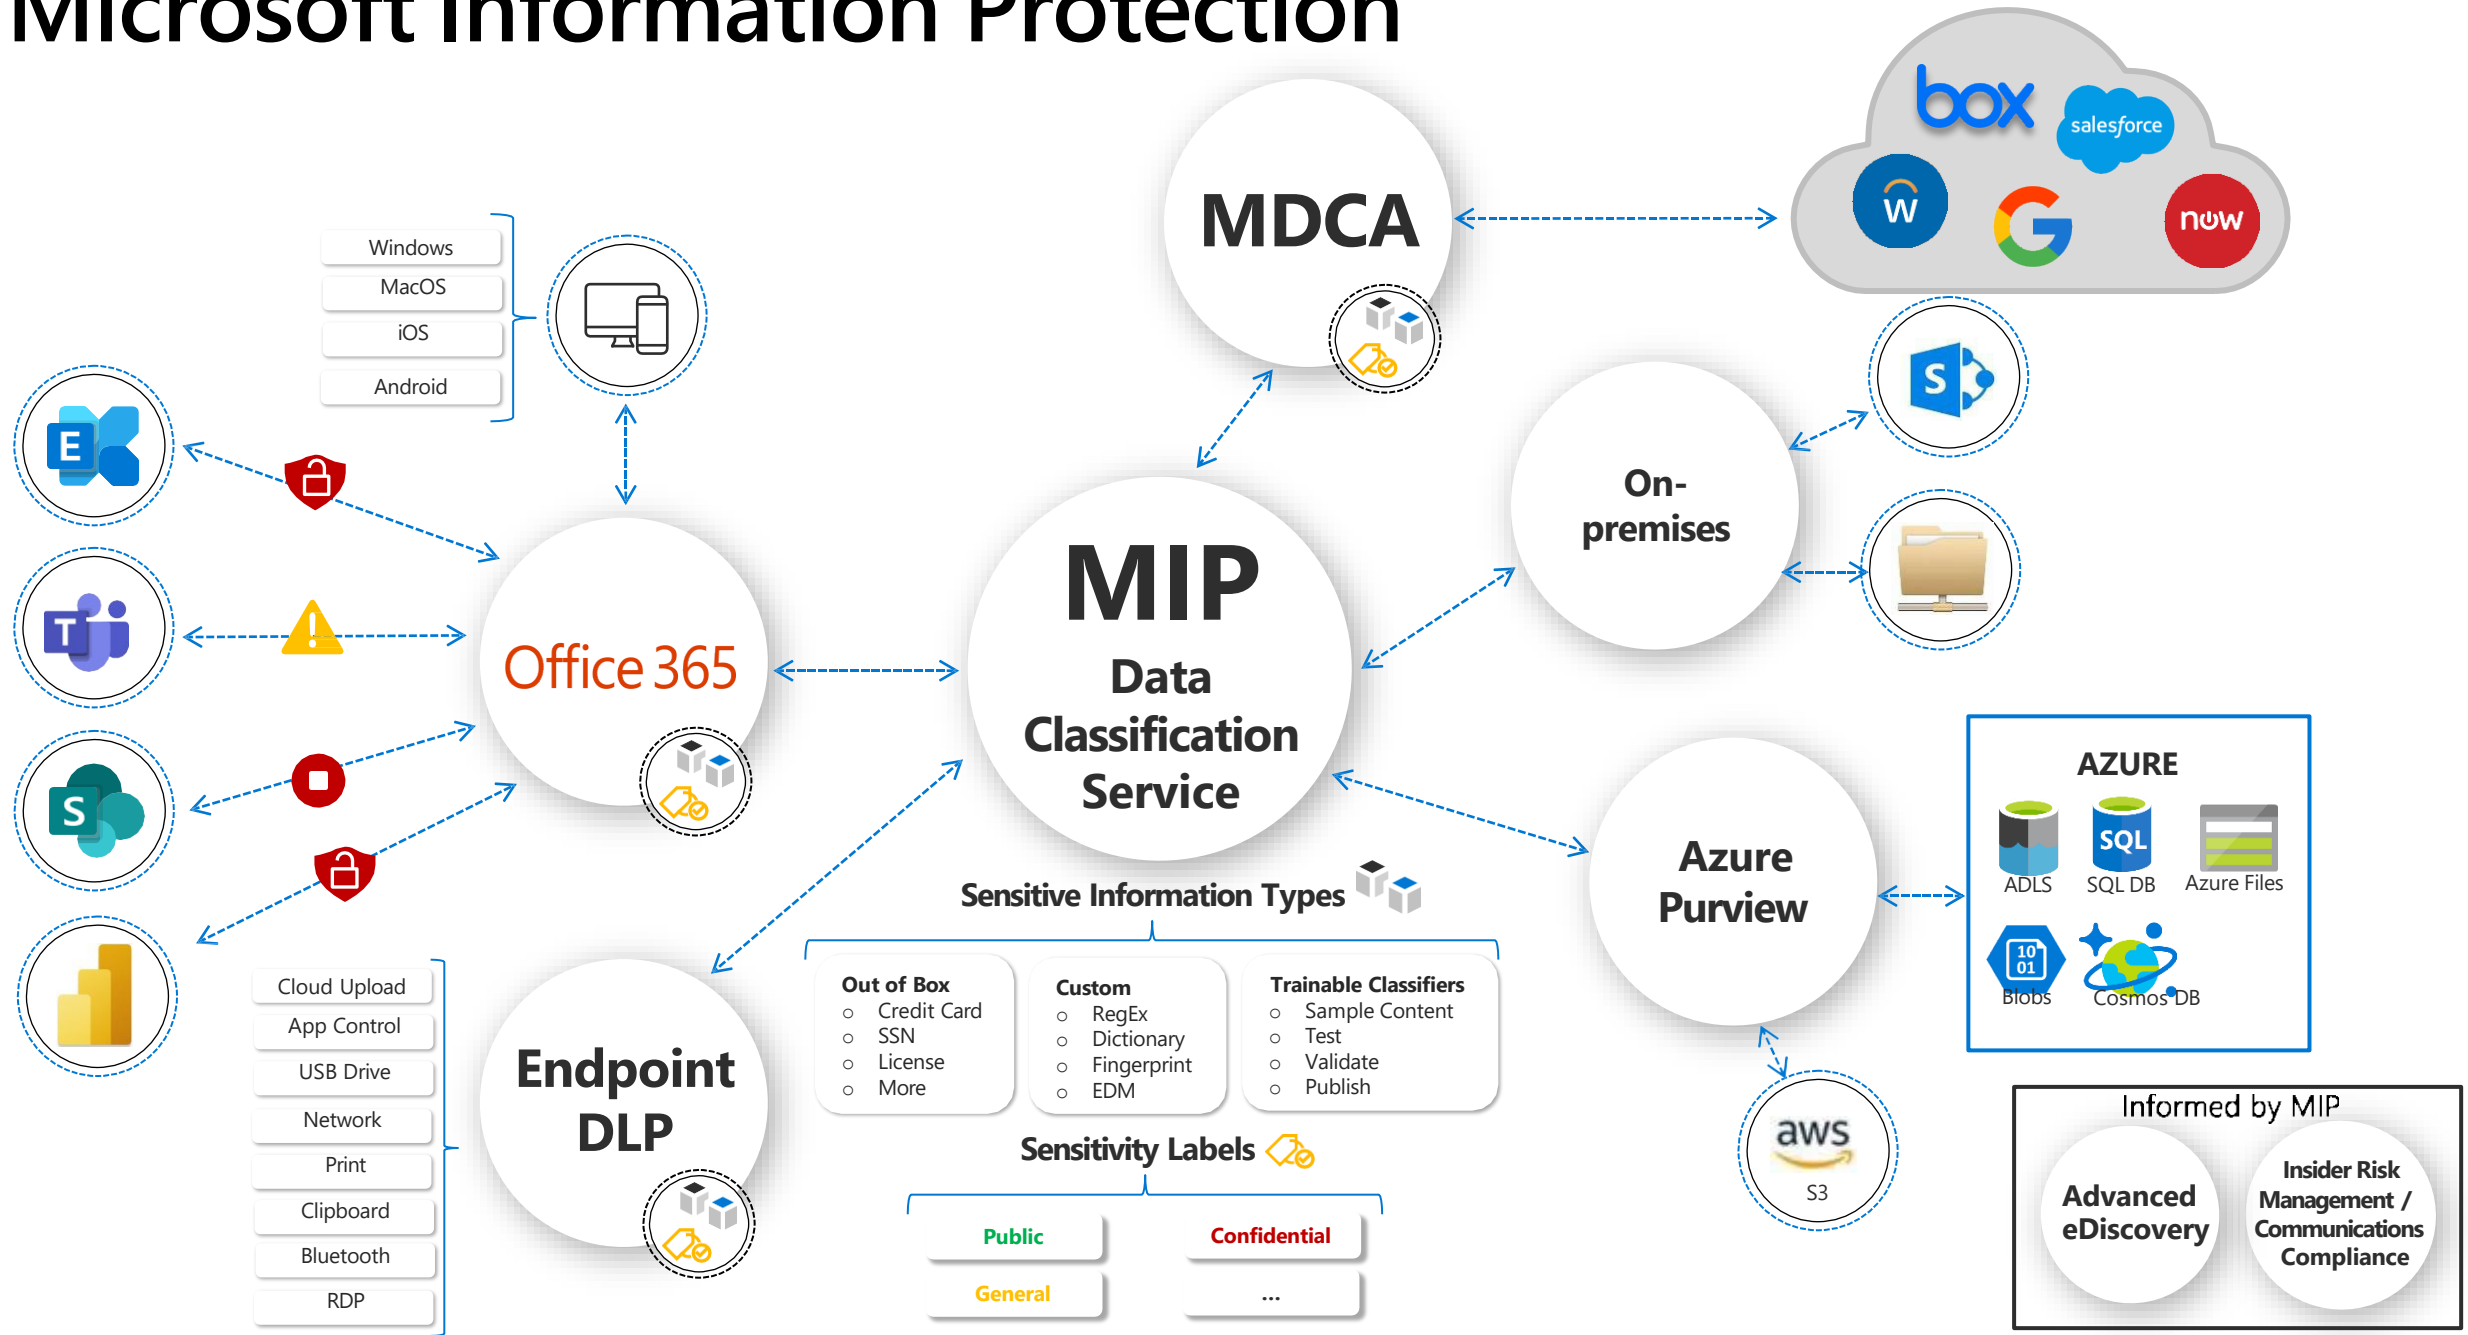 Microsoft Information Protection
box
salesforce
W
now
MDCA
Windows
MacOS
iOS
Android
E
T
S
Office 365
MIP
Data
Classification
Service
On-
premises
S
Azure
Purview
AZURE
ADLS
SQL
SQL DB
Azure Files
10
01
Blobs
Cosmos DB
aws
S3
Endpoint
DLP
Cloud Upload
App Control
USB Drive
Network
Print
Clipboard
Bluetooth
RDP
Sensitive Information Types
Out of Box
o Credit Card
o SSN
o License
o More
Custom
o RegEx
o Dictionary
o Fingerprint
o EDM
Trainable Classifiers
o Sample Content
o Test
o Validate
o Publish
Sensitivity Labels
Public
Confidential
General
...
Informed by MIP
Advanced
eDiscovery
Insider Risk
Management /
Communications
Compliance